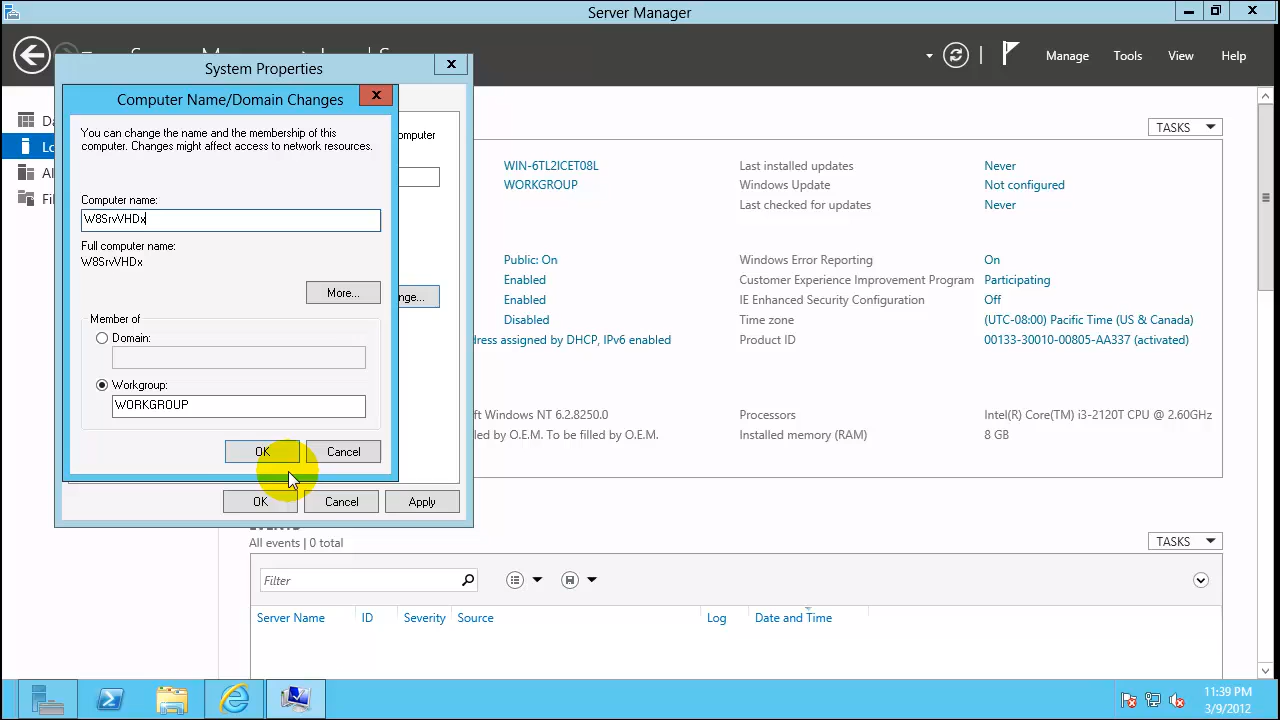 Server Manager
Manage
Tools
View
Help
System Properties
Computer Name/Domain Changes
You can change the name and the membership of this
computer. Changes might affect access to network resources.
Computer name:
W8SrvVHDx
Full computer name:
W8SrvVHDx
More...
Member of
Domain:
Workgroup:
WORKGROUP
OK
Cancel
OK
Cancel
Apply
TASKS
WIN-6TL2ICET08L
Last installed updates
Never
WORKGROUP
Windows Update
Not configured
Last checked for updates
Never
Public: On
Windows Error Reporting
On
Enabled
Customer Experience Improvement Program
Participating
Enabled
IE Enhanced Security Configuration
Off
Disabled
Time zone
(UTC-08:00) Pacific Time (US & Canada)
dress assigned by DHCP, IPv6 enabled
Product ID
00133-30010-00805-AA337 (activated)
ft Windows NT 6.2.8250.0
Processors
Intel(R) Core(TM) i3-2120T CPU @ 2.60GHz
led by O.E.M. To be filled by O.E.M.
Installed memory (RAM)
8 GB
All events | 0 total
TASKS
Filter
Server Name
ID
Severity
Source
Log
Date and Time
11:39 PM
3/9/2012